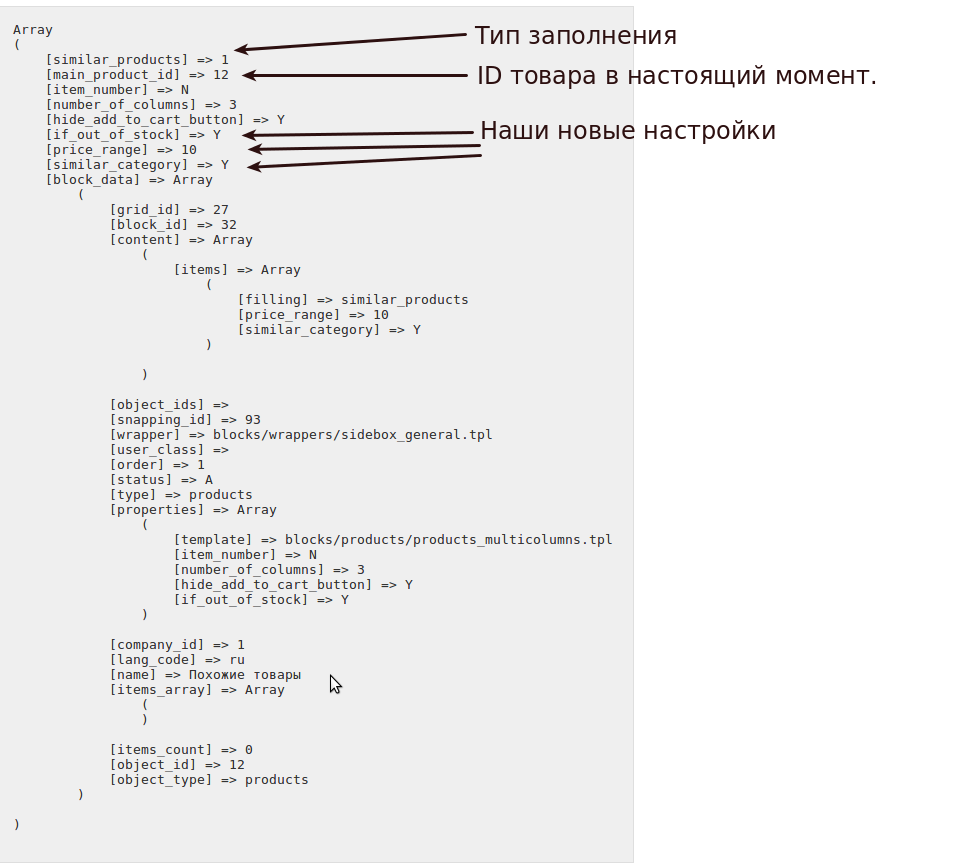 Array
(
    [similar_products] => 1
    [main_product_id] => 12
    [item_number] => N
    [number_of_columns] => 3
    [hide_add_to_cart_button] => Y
    [if_out_of_stock] => Y
    [price_range] => 10
    [similar_category] => Y
    [block_data] => Array
        (
            [grid_id] => 27
            [block_id] => 32
            [content] => Array
                (
                    [items] => Array
                        (
                            [filling] => similar_products
                            [price_range] => 10
                            [similar_category] => Y
                        )

                )

            [object_ids] =>
            [snapping_id] => 93
            [wrapper] => blocks/wrappers/sidebox_general.tpl
            [user_class] =>
            [order] => 1
            [status] => A
            [type] => products
            [properties] => Array
                (
                    [template] => blocks/products/products_multicolumns.tpl
                    [item_number] => N
                    [number_of_columns] => 3
                    [hide_add_to_cart_button] => Y
                    [if_out_of_stock] => Y
                )

            [company_id] => 1
            [lang_code] => ru
            [name] => Похожие товары
            [items_array] => Array
                (
                )

            [items_count] => 0
            [object_id] => 12
            [object_type] => products
        )

)
Тип заполнения
ID товара в настоящий момент.
Наши новые настройки